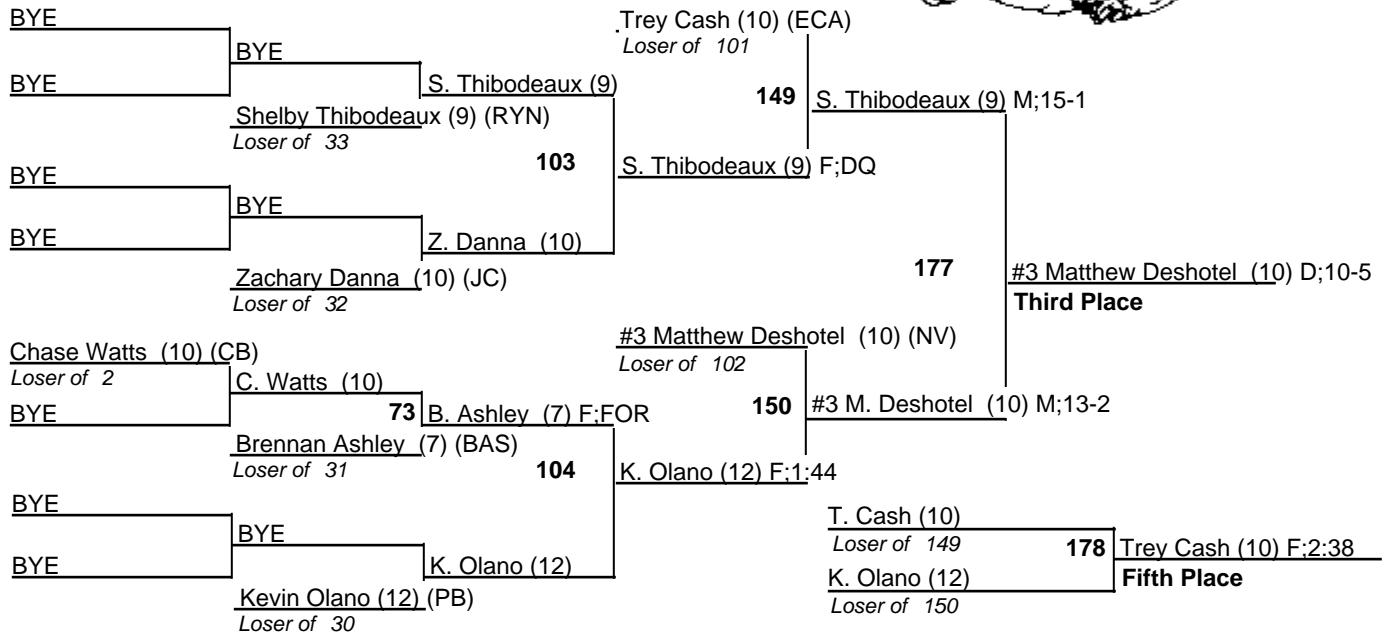 BYE
Trey Cash (10) (ECA)
Loser of 101
BYE
BYE
S. Thibodeaux (9)
149
S. Thibodeaux (9) M;15-1
Shelby Thibodeaux (9) (RYN)
Loser of 33
103
S. Thibodeaux (9) F;DQ
BYE
BYE
BYE
Z. Danna (10)
177
#3 Matthew Deshotel (10) D;10-5
Third Place
Zachary Danna (10) (JC)
Loser of 32
#3 Matthew Deshotel (10) (NV)
Loser of 102
Chase Watts (10) (CB)
Loser of 2
C. Watts (10)
BYE
73
B. Ashley (7) F;FOR
150
#3 M. Deshotel (10) M;13-2
Brennan Ashley (7) (BAS)
Loser of 31
104
K. Olano (12) F;1:44
BYE
BYE
BYE
K. Olano (12)
Kevin Olano (12) (PB)
Loser of 30
T. Cash (10)
Loser of 149
178
Trey Cash (10) F;2:38
Fifth Place
K. Olano (12)
Loser of 150